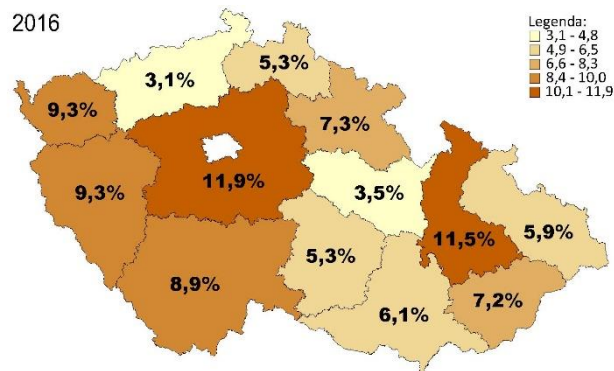 2016
Legenda:
3,1 - 4,8
4,9 - 6,5
6,6 - 8,3
8,4 - 10,0
10,1 - 11,9
3,1%
5,3%
9,3%
7,3%
11,9%
9,3%
3,5%
11,5%
5,9%
5,3%
8,9%
7,2%
6,1%